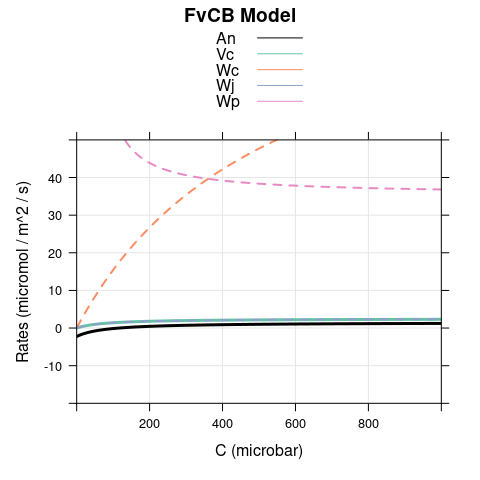 FvCB Model
An
Vc
Wc
Wj
Wp
40
30
20
10
0
-10
Rates (micromol / m^2 / s)
200 400 600 800
C (microbar)